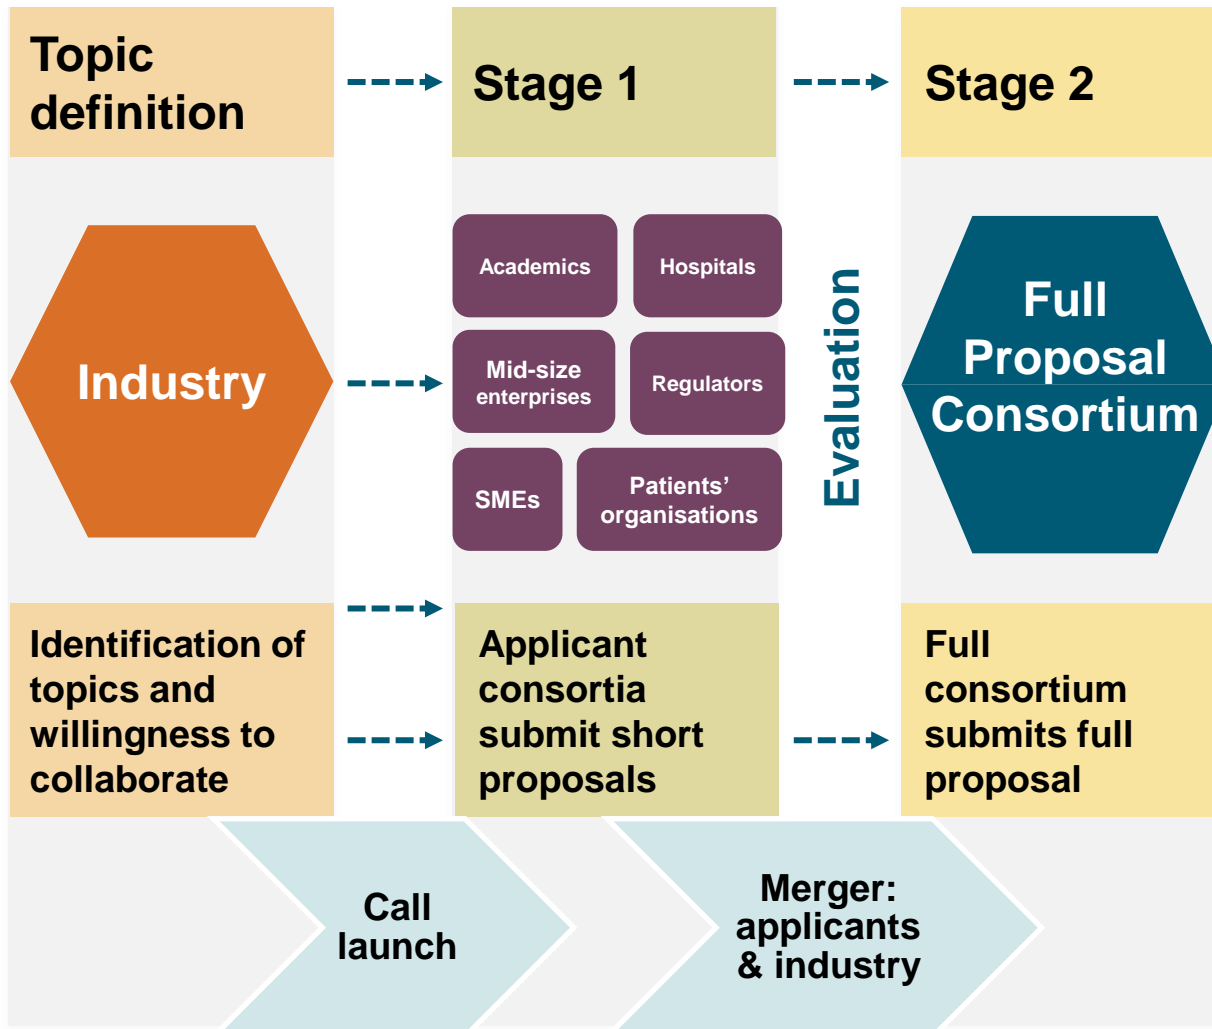 Topic
definition
Stage 1
Stage 2
Industry
Academics
Hospitals
Mid-size
enterprises
Regulators
SMEs
Patients’
organisations
Evaluation
Full
Proposal
Consortium
Identification of
topics and
willingness to
collaborate
Applicant
consortia
submit short
proposals
Full
consortium
submits full
proposal
Call
launch
Merger:
applicants
& industry